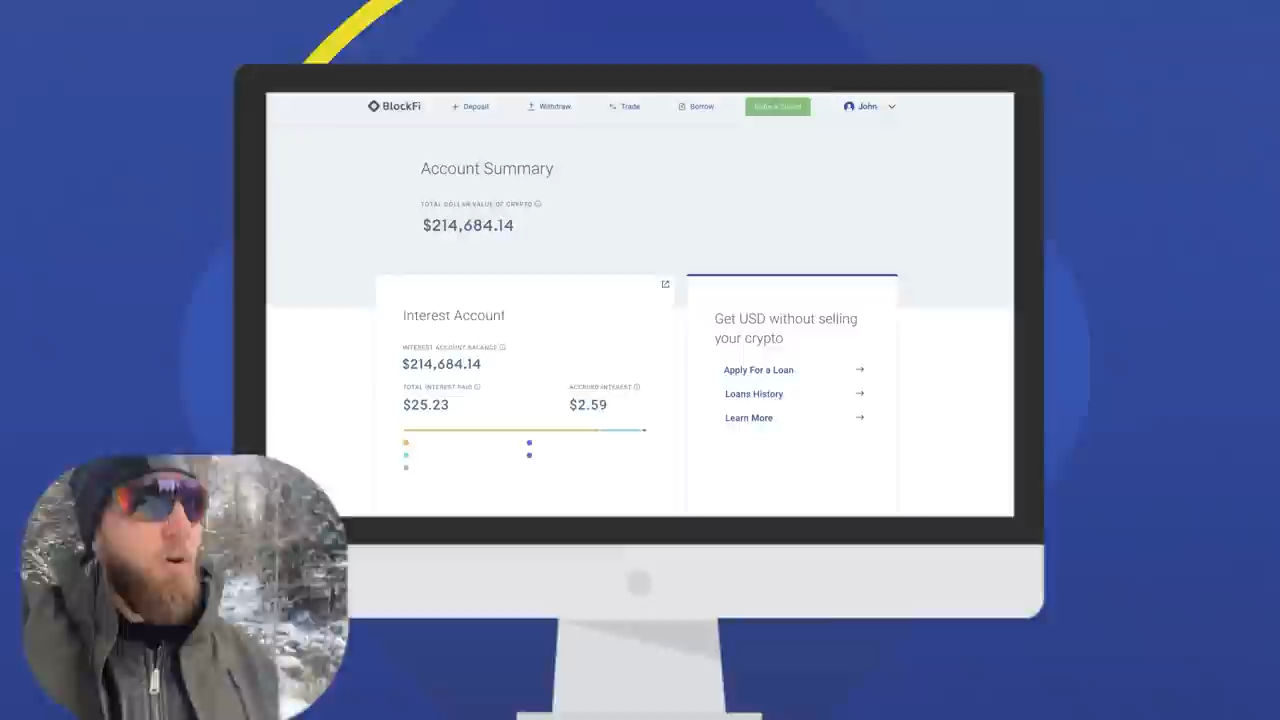 BlockFi
Deposit
Withdraw
Trade
Borrow
John
Account Summary
TOTAL DOLLAR VALUE OF CRYPTO
$214,684.14
Interest Account
INTEREST ACCOUNT BALANCE
$214,684.14
TOTAL INTEREST PAID
ACCRUED INTEREST
$25.23
$2.59
Get USD without selling
your crypto
Apply For a Loan
Loans History
Learn More